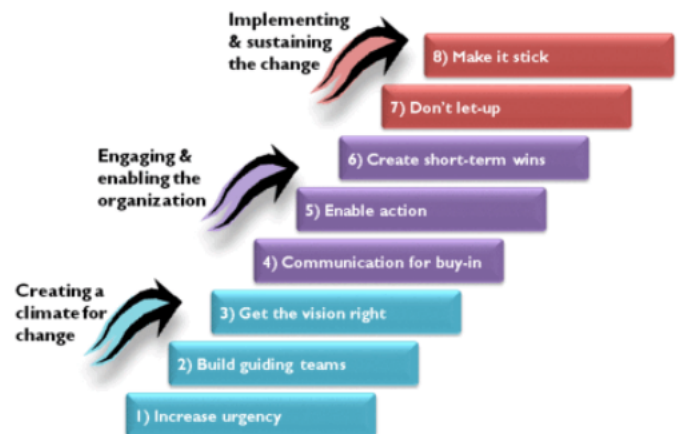 Implementing
& sustaining
the change
8) Make it stick
7) Don't let-up
Engaging &
enabling the
organization
6) Create short-term wins
5) Enable action
4) Communication for buy-in
Creating a
climate for
change
3) Get the vision right
2) Build guiding teams
1) Increase urgency